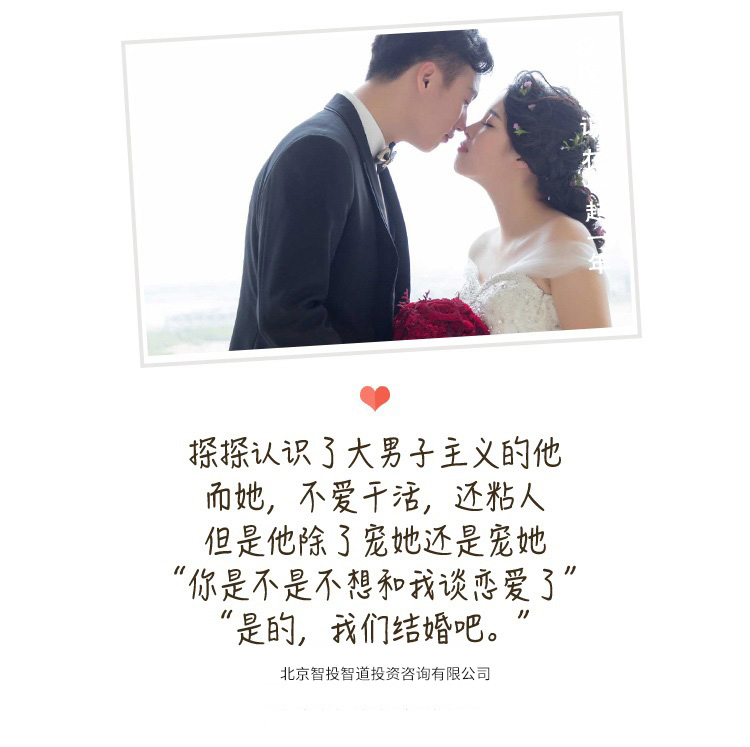 探探认识了大男子主义的他
而她，不爱干活，还粘人
但是他除了宠她还是宠她
“你是不是不想和我谈恋爱了”
“是的，我们结婚吧。”
北京智投智道投资咨询有限公司